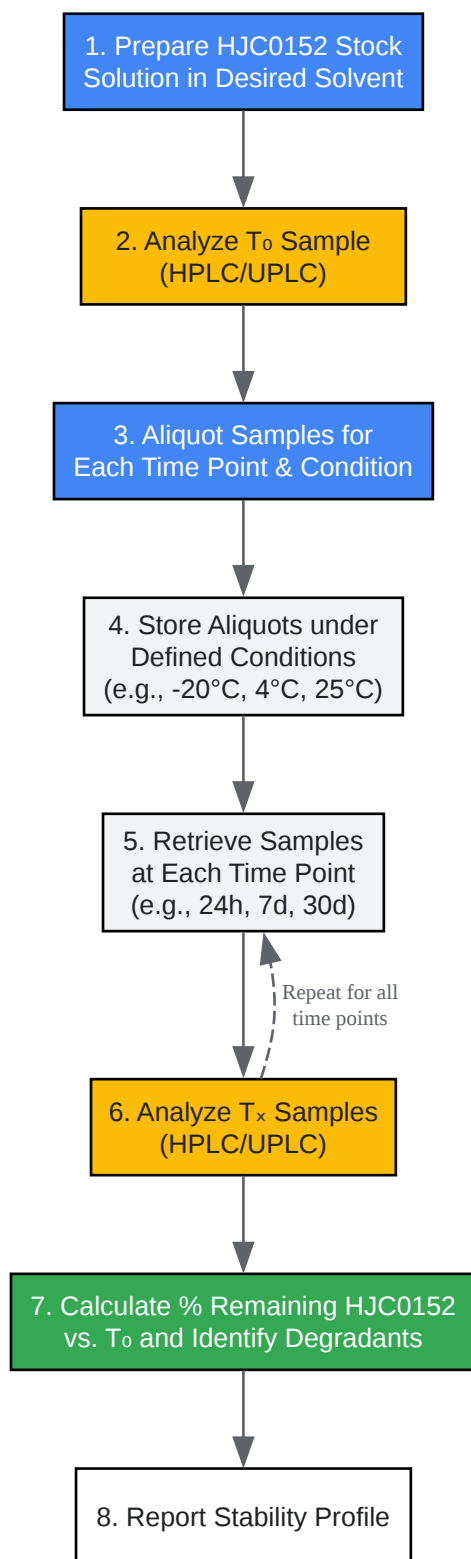 1. Prepare HJC0152 Stock
Solution in Desired Solvent
2. Analyze T₀ Sample
(HPLC/UPLC)
3. Aliquot Samples for
Each Time Point & Condition
4. Store Aliquots under
Defined Conditions
(e.g., -20°C, 4°C, 25°C)
5. Retrieve Samples
at Each Time Point
(e.g., 24h, 7d, 30d)
Repeat for all
time points
6. Analyze Tₓ Samples
(HPLC/UPLC)
7. Calculate % Remaining HJC0152
vs. T₀ and Identify Degradants
8. Report Stability Profile